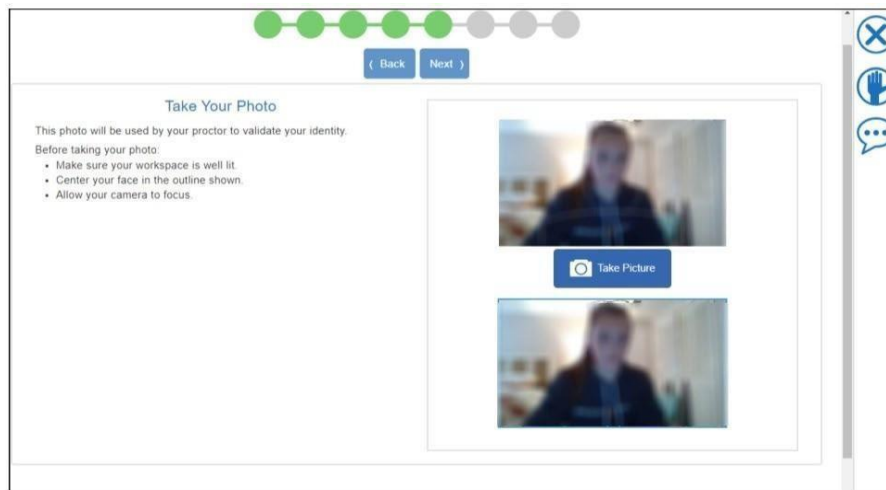 ‹ Back Next ›
Take Your Photo
This photo will be used by your proctor to validate your identity.
Before taking your photo:
• Make sure your workspace is well lit.
• Center your face in the outline shown.
• Allow your camera to focus.
Take Picture